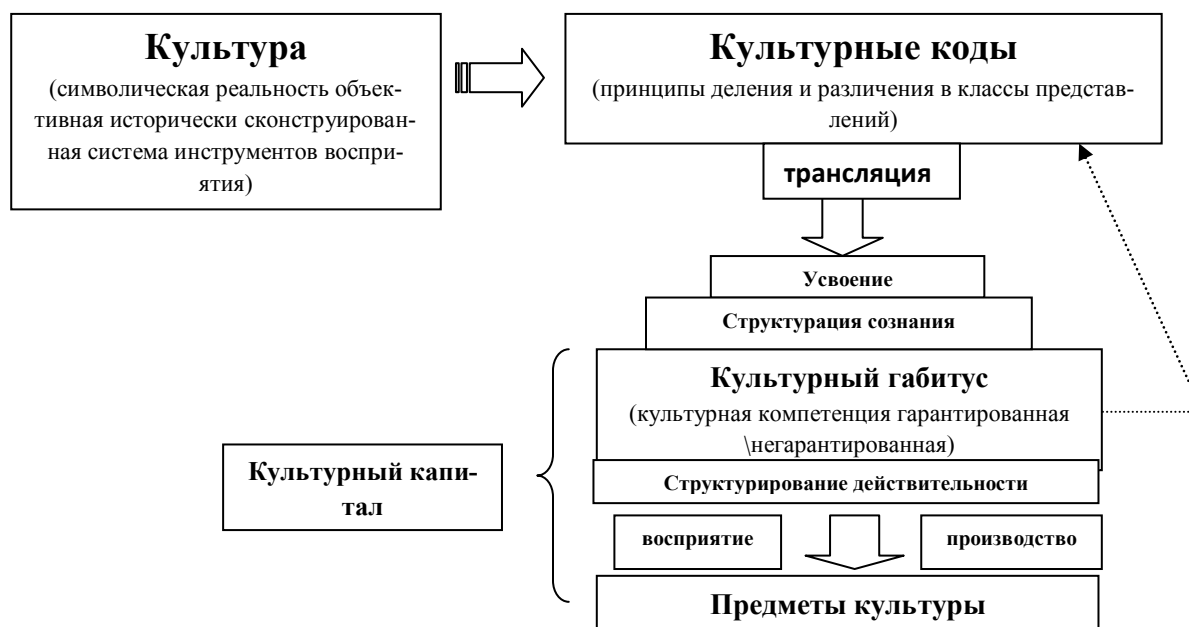 Культура
(символическая реальность объек-
тивная исторически сконструирован-
ная система инструментов воспри-
ятия)
Культурные коды
(принципы деления и различения в классы представ-
лений)
трансляция
Усвоение
Структурация сознания
Культурный габитус
(культурная компетенция гарантированная
\негарантированная)
Культурный капи-
тал
Структурирование действительности
восприятие
производство
Предметы культуры